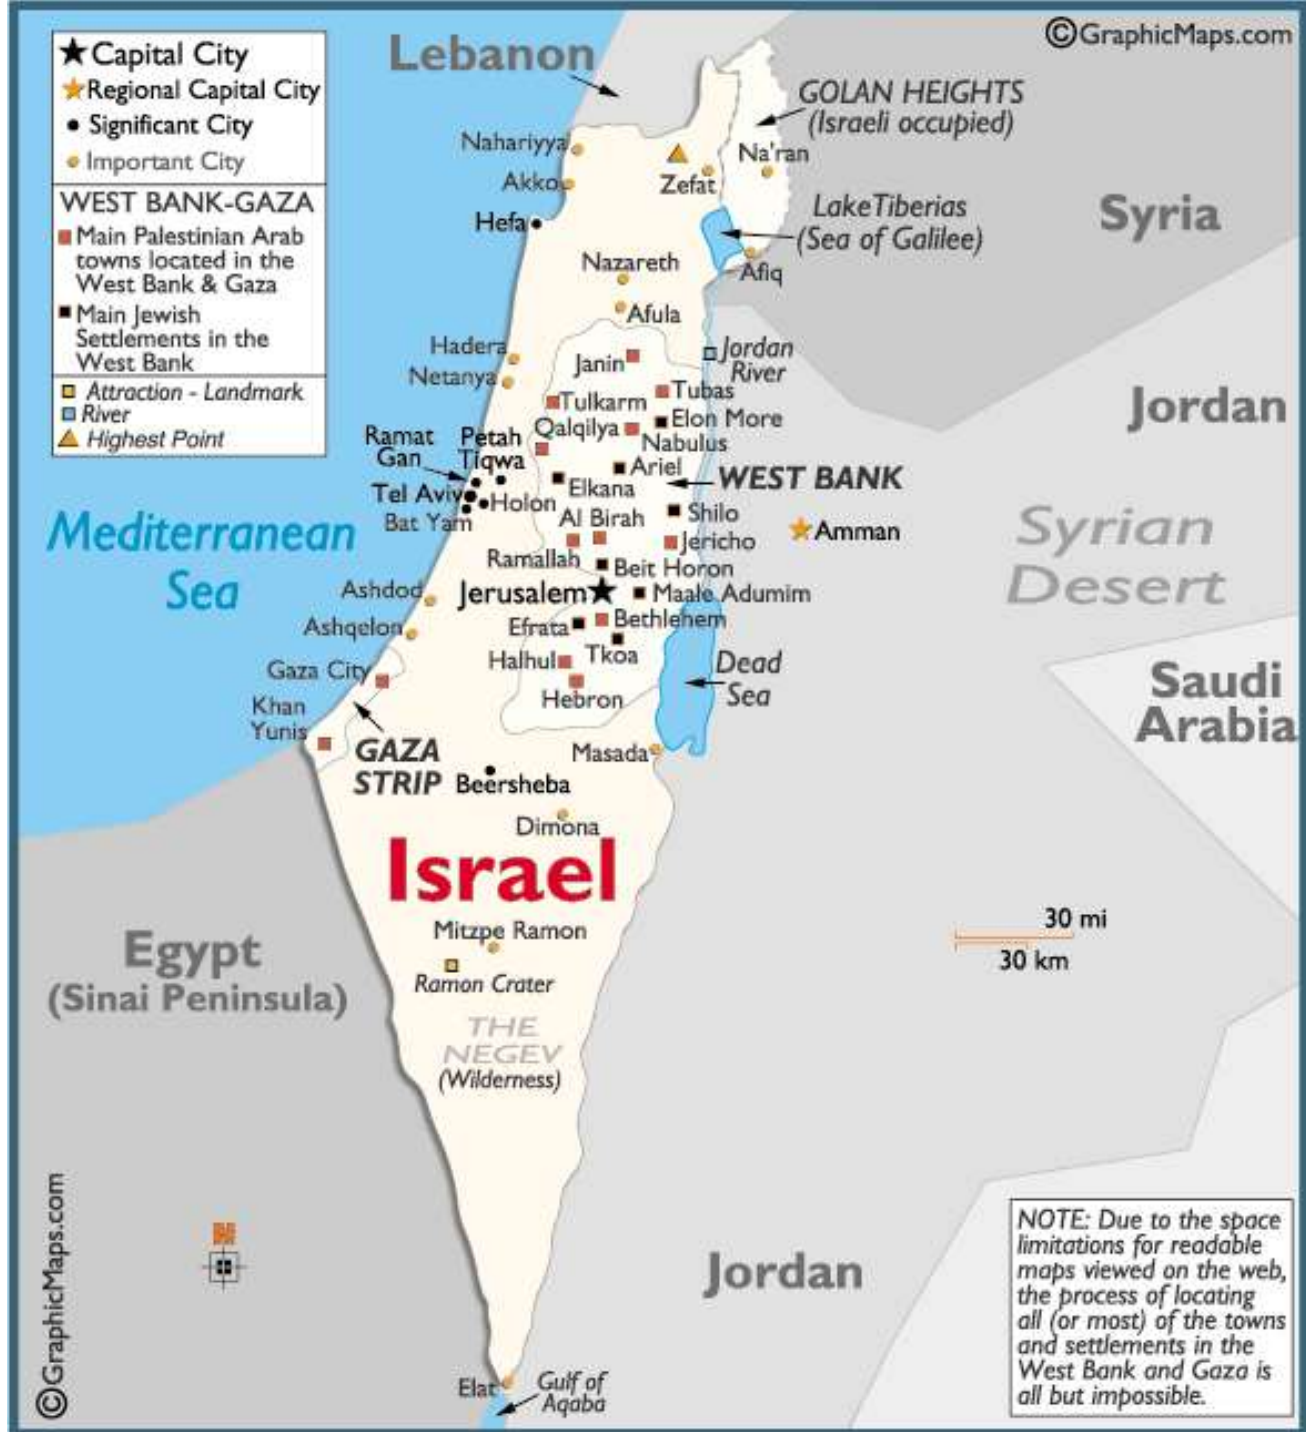 Capital City
Regional Capital City
Significant City
Important City
WEST BANK-GAZA
Main Palestinian Arab
towns located in the
West Bank & Gaza
Main Jewish
Settlements in the
West Bank
Attraction - Landmark
River
Highest Point
©GraphicMaps.com
Lebanon
GOLAN HEIGHTS
(Israeli occupied)
Nahariyya
Na'ran
Akko
Zefat
Hefa
LakeTiberias
(Sea of Galilee)
Syria
Nazareth
Afiq
Afula
Hadera
Janin
Jordan
River
Netanya
Tubas
Tulkarm
Jordan
Elon More
Qalqilya
Nabulus
Ramat
Gan
Petah
Tiqwa
Ariel
WEST BANK
Elkana
Tel Aviv
Holon
Bat Yam
Al Birah
Shilo
Mediterranean
Sea
Jericho
Amman
Syrian
Desert
Ramallah
Beit Horon
Ashdod
Jerusalem
Maale Adumim
Ashqelon
Efrata
Bethlehem
Gaza City
Halhul
Tkoa
Dead
Sea
Saudi
Arabia
Hebron
Khan
Yunis
GAZA
STRIP
Masada
Beersheba
Dimona
Israel
30 mi
30 km
Mitzpe Ramon
Egypt
(Sinai Peninsula)
Ramon Crater
THE
NEGEV
(Wilderness)
©GraphicMaps.com
N
Jordan
NOTE: Due to the space
limitations for readable
maps viewed on the web,
the process of locating
all (or most) of the towns
and settlements in the
West Bank and Gaza is
all but impossible.
Elat
Gulf of
Aqaba